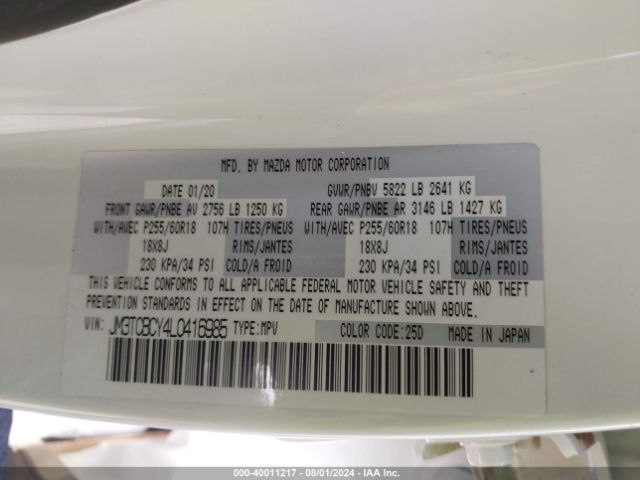 MFD. BY MAZDA MOTOR CORPORATION
DATE 01/20 GVWR/PNBV 5822 LB 2641 KG
FRONT GAWR/PNBE AV 2756 LB 1250 KG REAR GAWR/PNBE AR 3146 LB 1427 KG
WITH/AVEC P255/60R18 107H TIRES/PNEUS WITH/AVEC P255/60R18 107H TIRES/PNEUS
18X8J RIMS/JANTES 18X8J RIMS/JANTES
230 KPA/34 PSI COLD/A FROID 230 KPA/34 PSI COLD/A FROID
THIS VEHICLE CONFORMS TO ALL APPLICABLE FEDERAL MOTOR VEHICLE SAFETY AND THEFT
PREVENTION STANDARDS IN EFFECT ON THE DATE OF MANUFACTURE SHOWN ABOVE.
VIN: JM3TCBCY4L0416985 TYPE:MPV COLOR CODE:25D MADE IN JAPAN
000-40011217 - 08/01/2024 - IAA Inc.